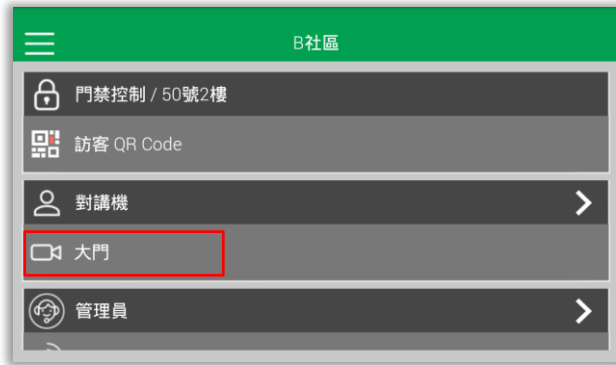 B社區
門禁控制 / 50號2樓
訪客 QR Code
對講機
大門
管理員